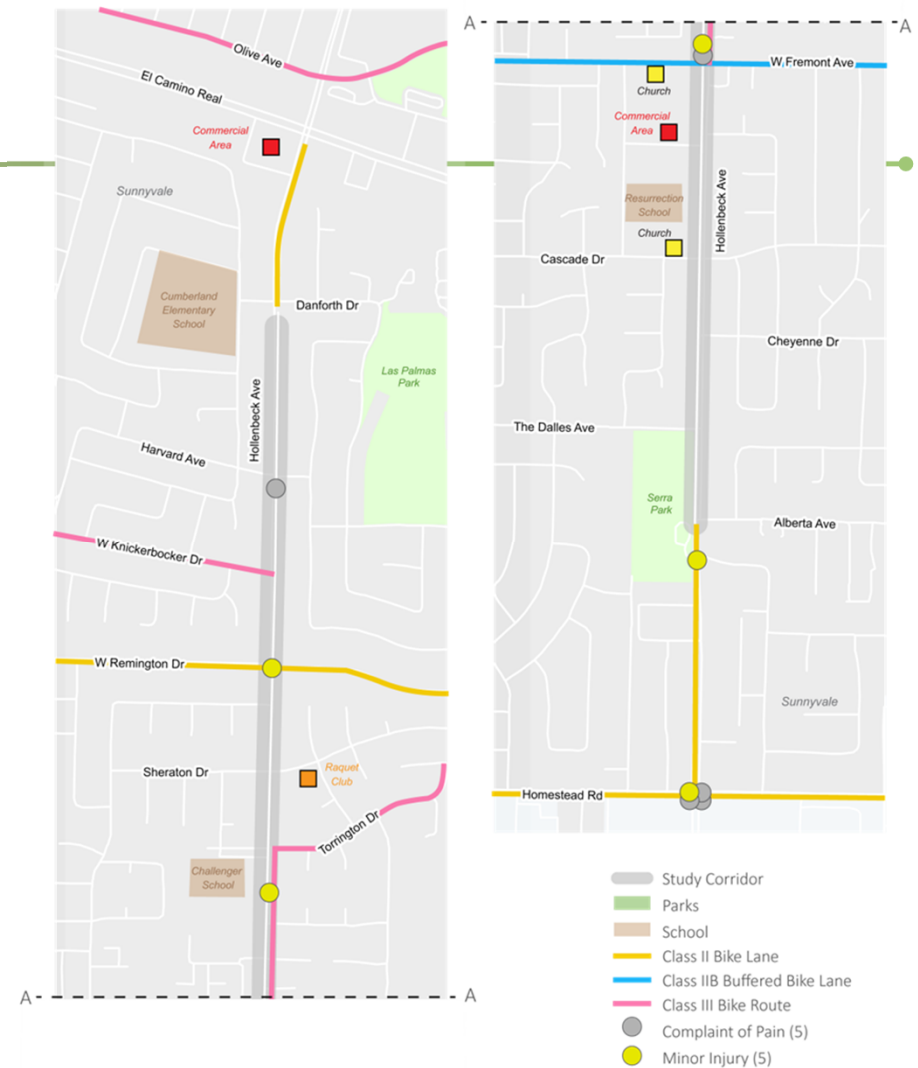 Olive Ave
El Camino Real
Commercial
Area
Sunnyvale
Cumberland
Elementary
School
Danforth Dr
Las Palmas
Park
Hollenbeck Ave
Harvard Ave
W Knickerbocker Dr
W Remington Dr
Sheraton Dr
Raquet
Club
Torrington Dr
Challenger
School
A
A
A
A
W Fremont Ave
Church
Commercial
Area
Resurrection
School
Hollenbeck Ave
Church
Cascade Dr
Cheyenne Dr
The Dalles Ave
Serra
Park
Alberta Ave
Sunnyvale
Homestead Rd
Study Corridor
Parks
School
Class II Bike Lane
Class IIB Buffered Bike Lane
Class III Bike Route
Complaint of Pain (5)
Minor Injury (5)